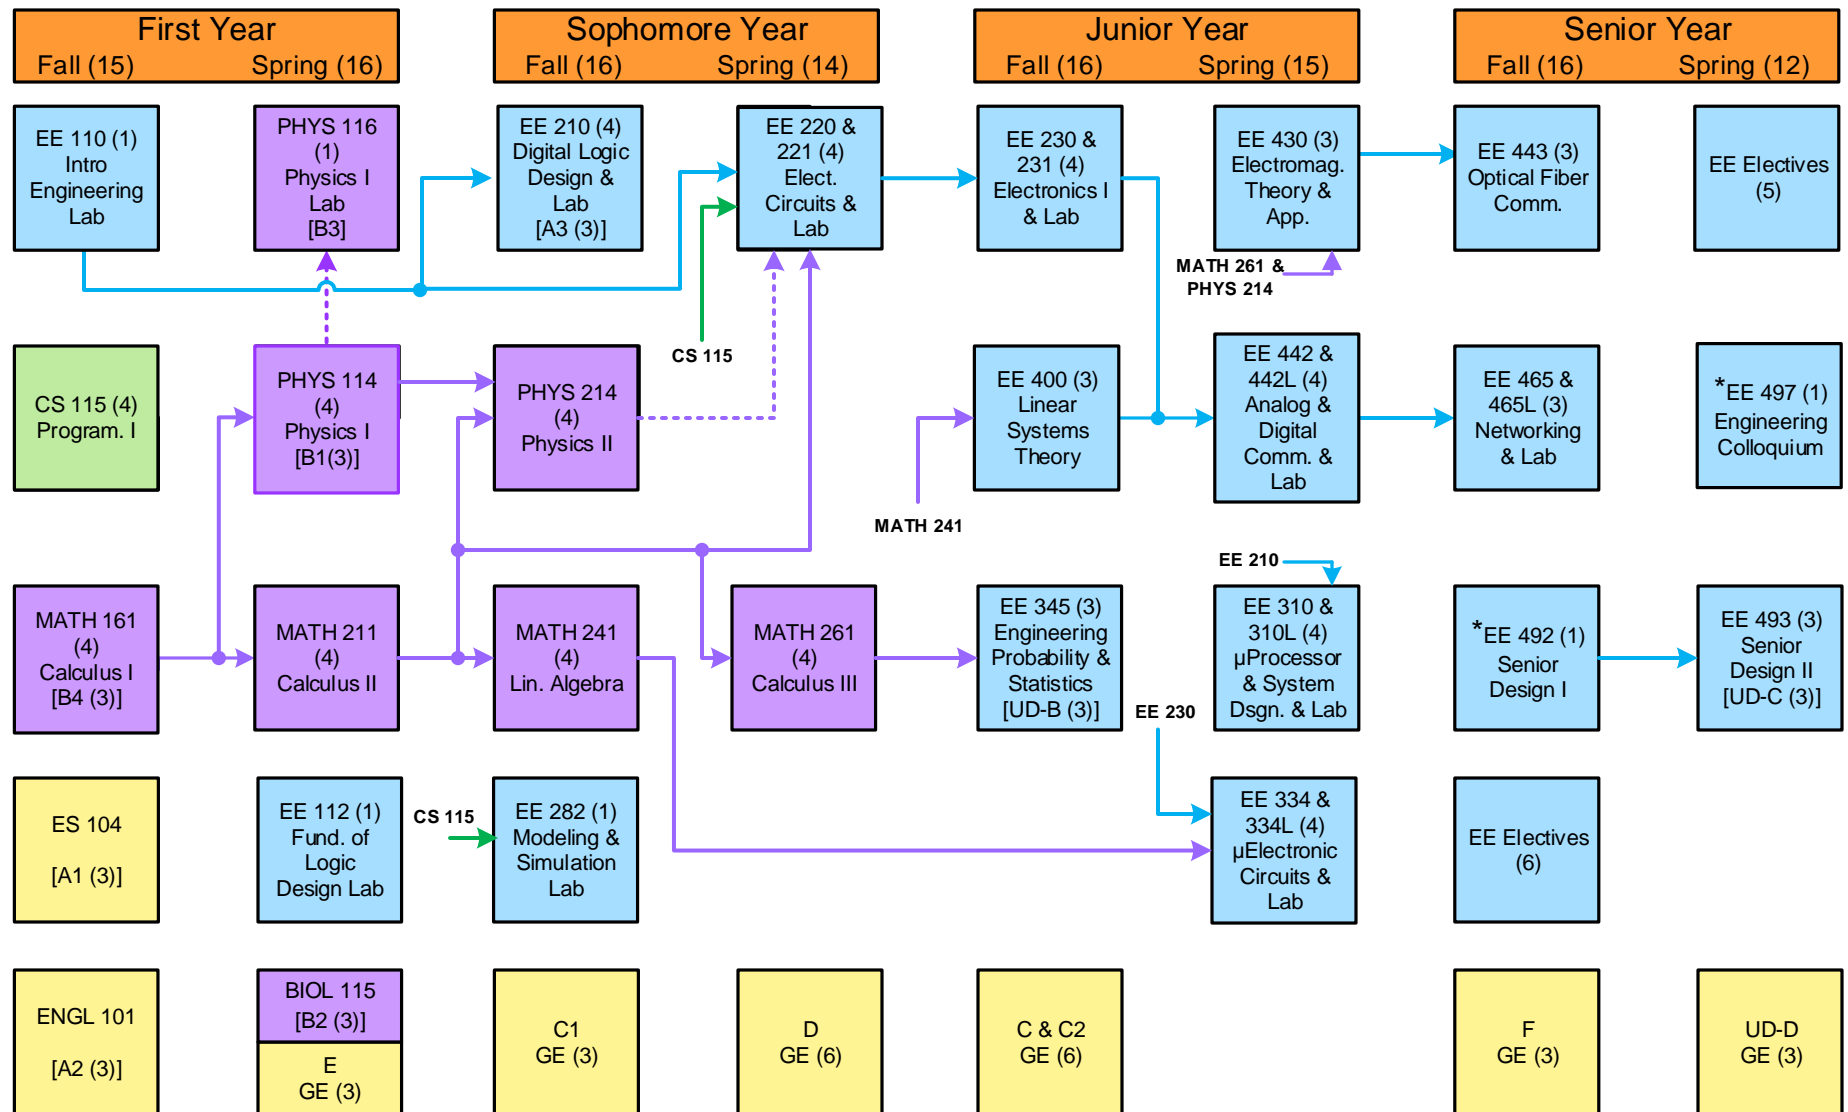 First Year
Fall (15) Spring (16)
Sophomore Year
Fall (16) Spring (14)
Junior Year
Fall (16) Spring (15)
Senior Year
Fall (16) Spring (12)
EE 110 (1)
Intro
Engineering
Lab
PHYS 116
(1)
Physics I
Lab
[B3]
EE 210 (4)
Digital Logic
Design &
Lab
[A3 (3)]
EE 220 &
221 (4)
Elect.
Circuits &
Lab
EE 230 &
231 (4)
Electronics I
& Lab
EE 430 (3)
Electromag.
Theory &
App.
EE 443 (3)
Optical Fiber
Comm.
EE Electives
(5)
MATH 261 &
PHYS 214
CS 115
CS 115 (4)
Program. I
PHYS 114
(4)
Physics I
[B1(3)]
PHYS 214
(4)
Physics II
EE 400 (3)
Linear
Systems
Theory
EE 442 &
442L (4)
Analog &
Digital
Comm. &
Lab
EE 465 &
465L (3)
Networking
& Lab
*EE 497 (1)
Engineering
Colloquium
MATH 241
EE 210
MATH 161
(4)
Calculus I
[B4 (3)]
MATH 211
(4)
Calculus II
MATH 241
(4)
Lin. Algebra
MATH 261
(4)
Calculus III
EE 345 (3)
Engineering
Probability &
Statistics
[UD-B (3)]
EE 310 &
310L (4)
µProcessor
& System
Dsgn. & Lab
*EE 492 (1)
Senior
Design I
EE 493 (3)
Senior
Design II
[UD-C (3)]
EE 230
ES 104
[A1 (3)]
EE 112 (1)
Fund. of
Logic
Design Lab
CS 115
EE 282 (1)
Modeling &
Simulation
Lab
EE 334 &
334L (4)
µElectronic
Circuits &
Lab
EE Electives
(6)
ENGL 101
[A2 (3)]
BIOL 115
[B2 (3)]
E
GE (3)
C1
GE (3)
D
GE (6)
C & C2
GE (6)
F
GE (3)
UD-D
GE (3)